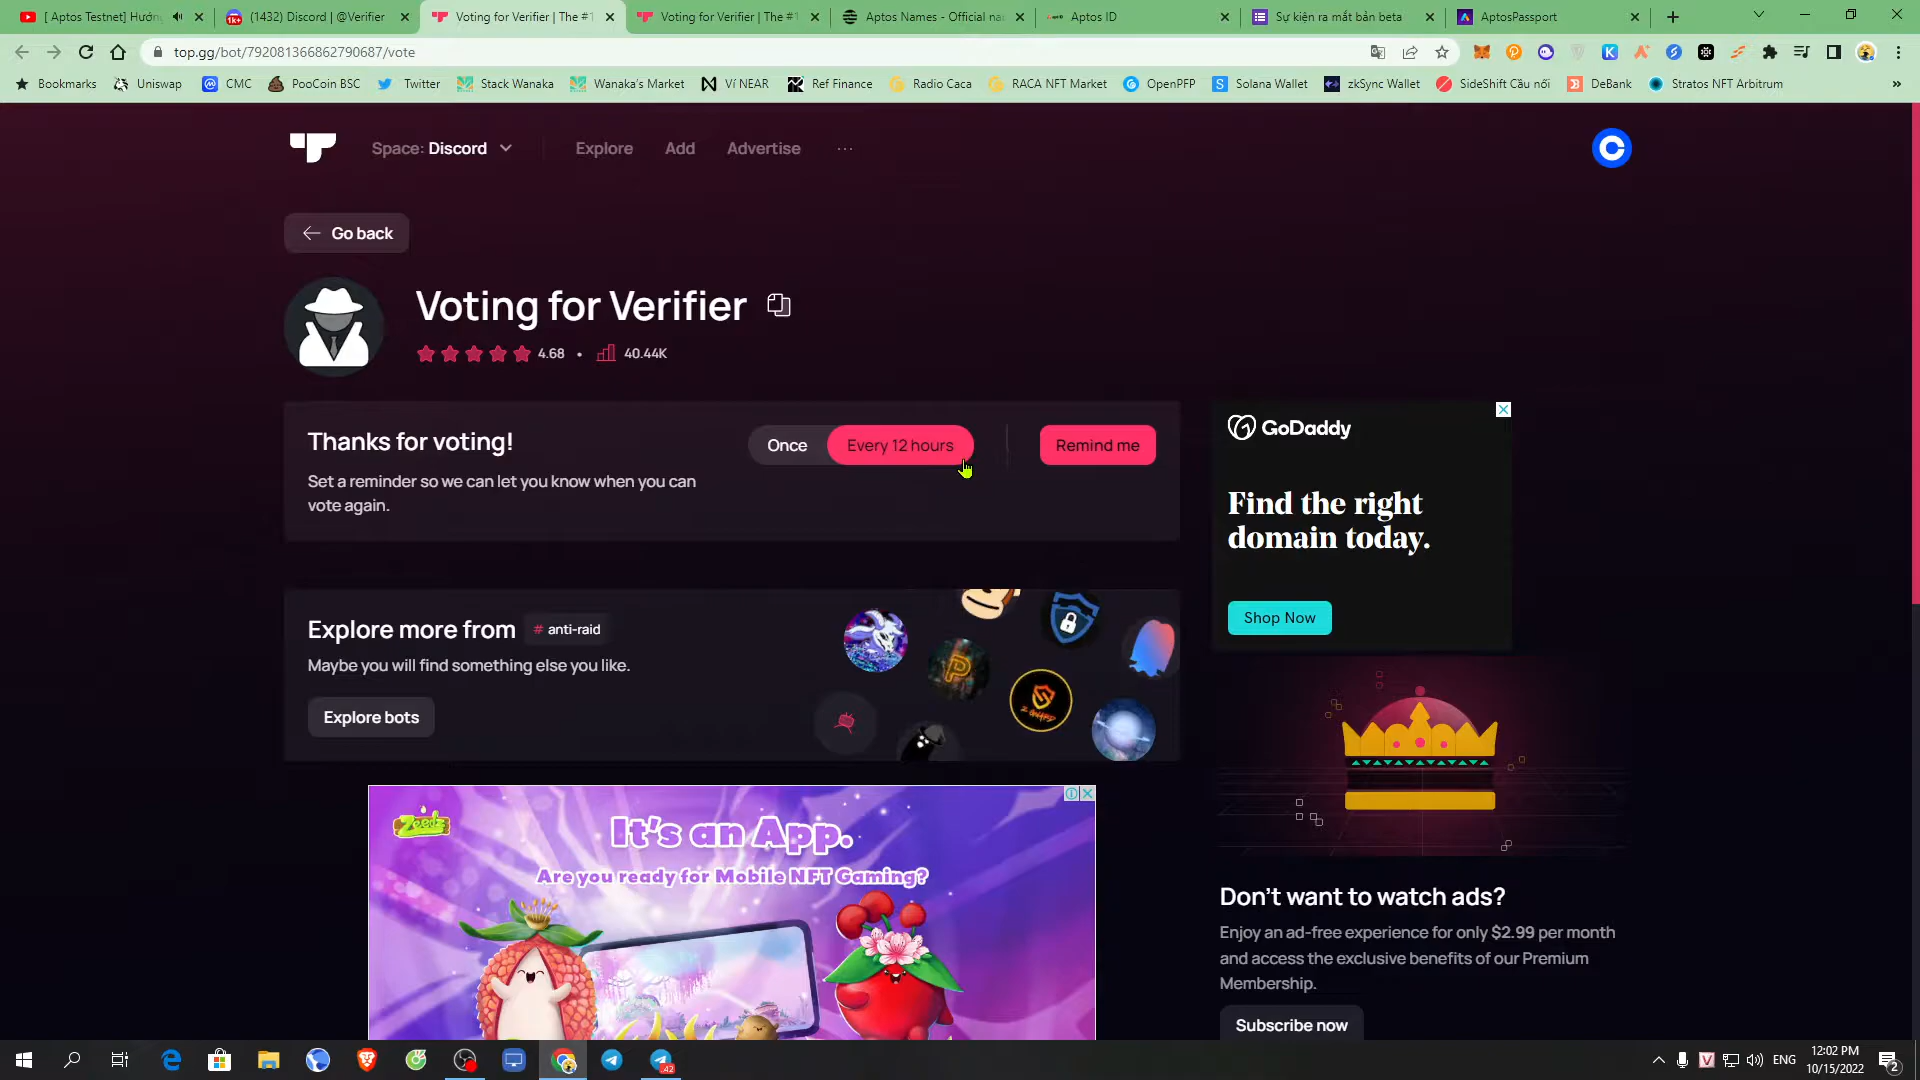 [ Aptos Testnet] Hướn
(1432) Discord | @Verifier
Voting for Verifier | The #1
Voting for Verifier | The #1
Aptos Names - Official na
Aptos ID
Sự kiện ra mắt bản beta
AptosPassport
top.gg/bot/792081366862790687/vote
Bookmarks
Uniswap
CMC
PooCoin BSC
Twitter
Stack Wanaka
Wanaka's Market
Ví NEAR
Ref Finance
Radio Caca
RACA NFT Market
OpenPFP
Solana Wallet
zkSync Wallet
SideShift Cầu nối
DeBank
Stratos NFT Arbitrum
Space: Discord
Explore
Add
Advertise
Go back
Voting for Verifier
4.68 • 40.44K
Thanks for voting!
Once
Every 12 hours
Remind me
Set a reminder so we can let you know when you can
vote again.
GoDaddy
Find the right
domain today.
Shop Now
Explore more from # anti-raid
Maybe you will find something else you like.
Explore bots
Zeedz
It's an App.
Are you ready for Mobile NFT Gaming?
Don't want to watch ads?
Enjoy an ad-free experience for only $2.99 per month
and access the exclusive benefits of our Premium
Membership.
Subscribe now
42
ENG
12:02 PM
10/15/2022
2